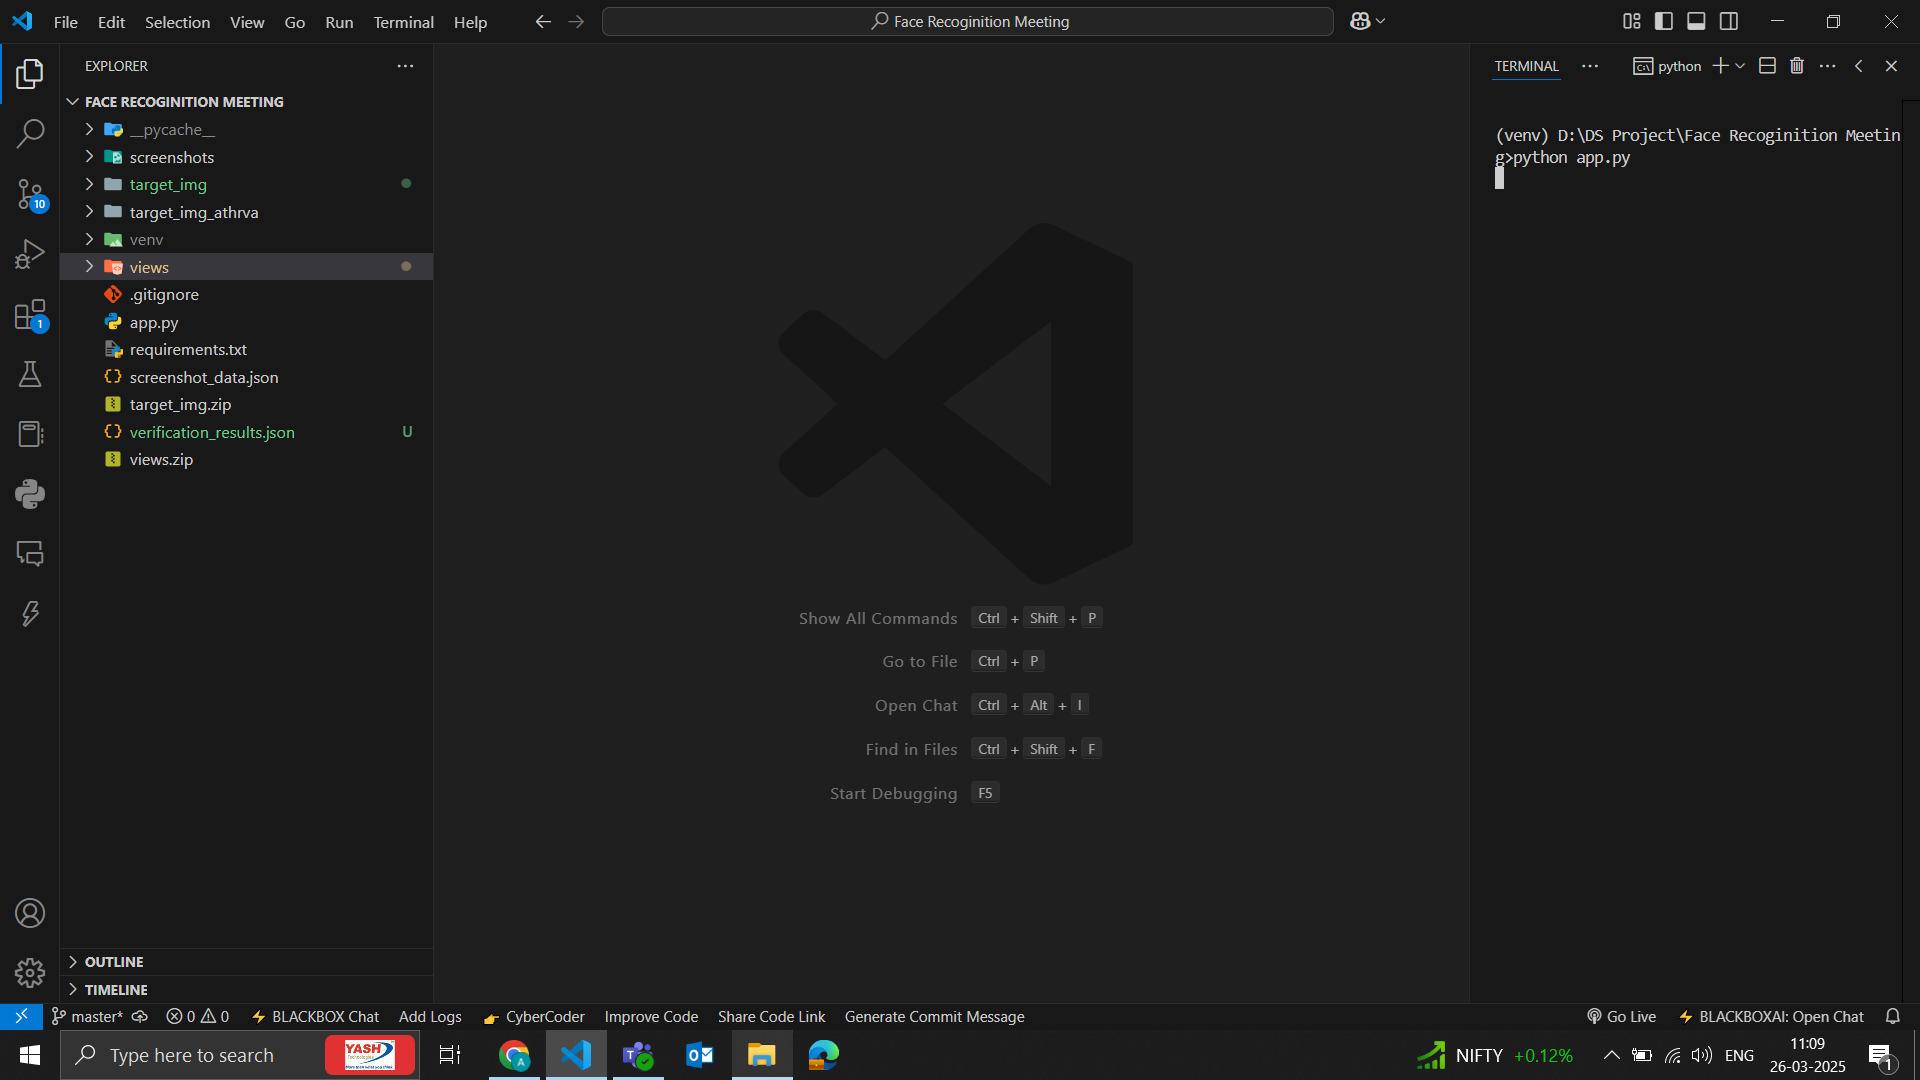 File Edit Selection View Go Run Terminal Help
Face Recoginition Meeting
EXPLORER
FACE RECOGINITION MEETING
__pycache__
screenshots
target_img
target_img_athrva
venv
views
.gitignore
app.py
requirements.txt
screenshot_data.json
target_img.zip
verification_results.json U
views.zip
10
1
OUTLINE
TIMELINE
Show All Commands Ctrl + Shift + P
Go to File Ctrl + P
Open Chat Ctrl + Alt + I
Find in Files Ctrl + Shift + F
Start Debugging F5
TERMINAL
python
(venv) D:\DS Project\Face Recoginition Meetin
g>python app.py
master* 0 0 BLACKBOX Chat Add Logs CyberCoder Improve Code Share Code Link Generate Commit Message
Go Live BLACKBOXAI: Open Chat
Type here to search
YASH
Technologies
NIFTY +0.12%
ENG
11:09
26-03-2025
1